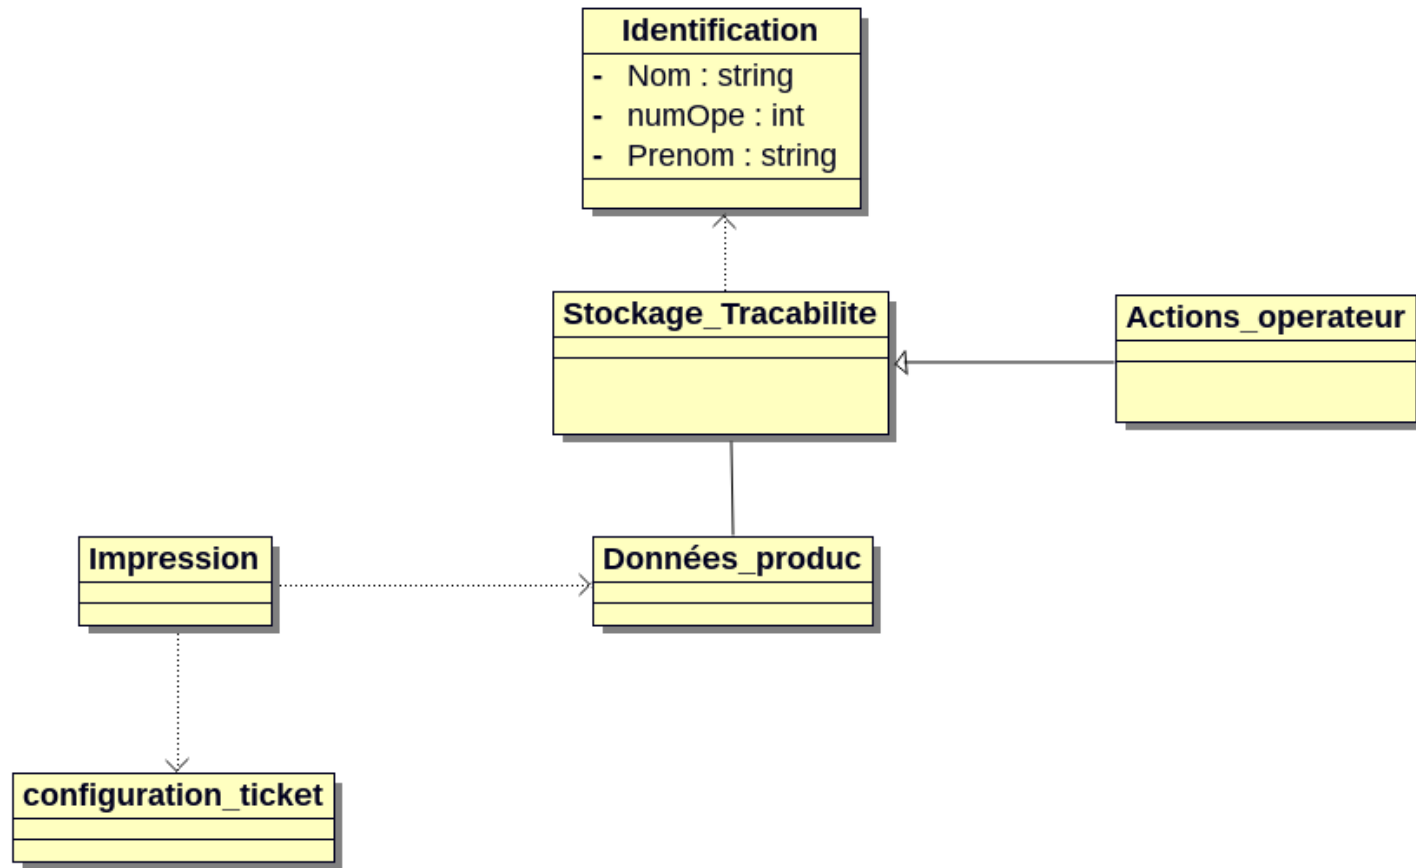 Identification
- Nom : string
- numOpe : int
- Prenom : string
Stockage_Tracabilite
Actions_operateur
Impression
Données_produc
configuration_ticket